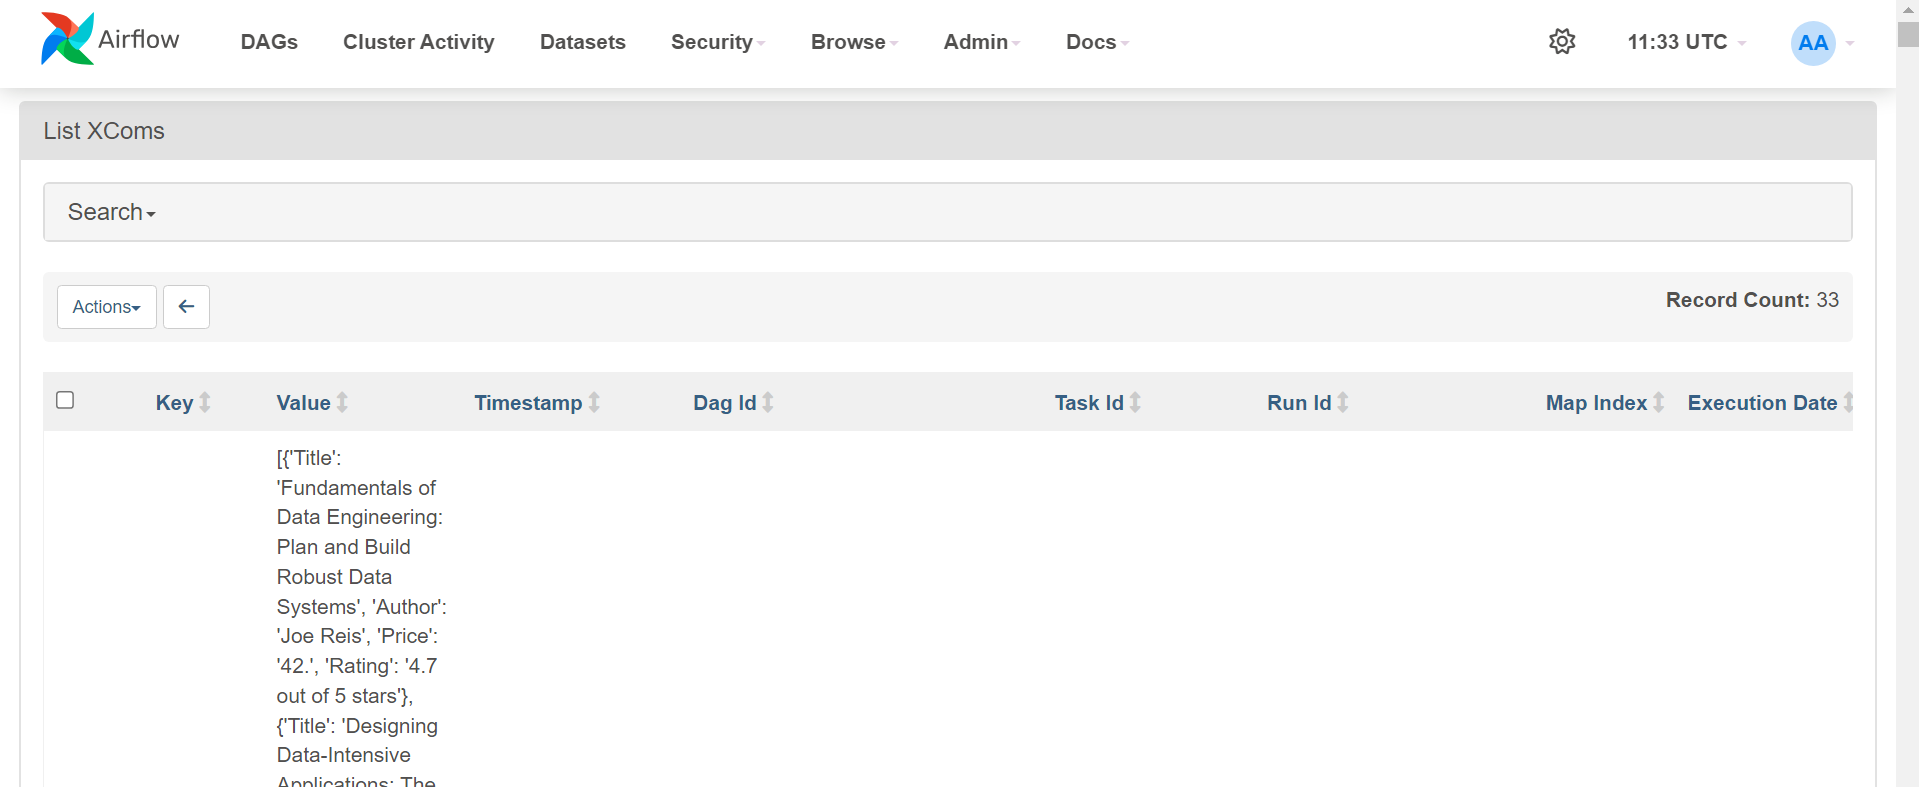 Airflow
DAGs Cluster Activity Datasets Security Browse Admin Docs 11:33 UTC AA
List XComs
Search
Actions
Record Count: 33
Key Value Timestamp Dag Id Task Id Run Id Map Index Execution Date
[{'Title':
'Fundamentals of
Data Engineering:
Plan and Build
Robust Data
Systems', 'Author':
'Joe Reis', 'Price':
'42.', 'Rating': '4.7
out of 5 stars'},
{'Title': 'Designing
Data-Intensive
Applications: The